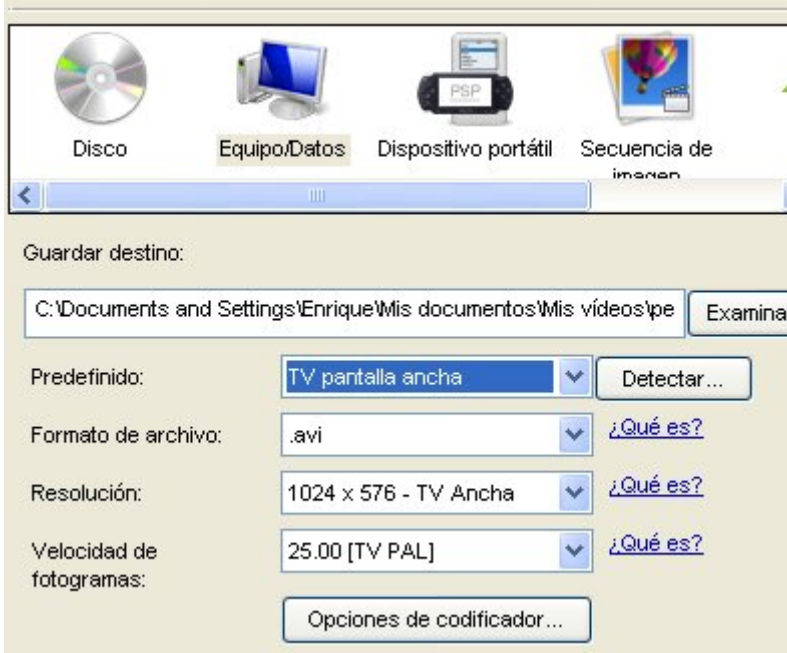 PSP
Disco
Equipo/Datos
Dispositivo portátil
Secuencia de
imagen
Guardar destino:
C:\Documents and Settings\Enrique\Mis documentos\Mis vídeos\pe
Examina
Predefinido:
TV pantalla ancha
Detectar...
Formato de archivo:
.avi
¿Qué es?
Resolución:
1024 x 576 - TV Ancha
¿Qué es?
Velocidad de
fotogramas:
25.00 [TV PAL]
¿Qué es?
Opciones de codificador...